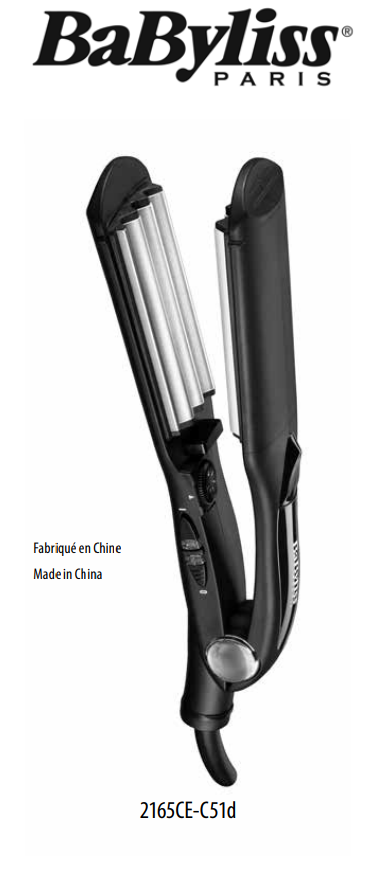 BaByliss®
PARIS
Fabriqué en Chine
Made in China
2165CE-C51d